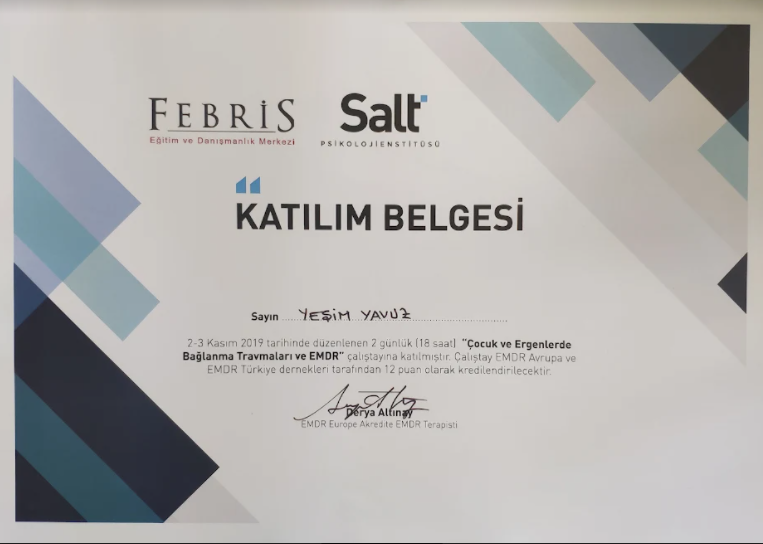 FEBRİS
Eğitim ve Danışmanlık Merkezi
Salt
PSİKOLOJİENSTİTÜSÜ
KATILIM BELGESİ
Sayın YEŞİM YAVUZ
2-3 Kasım 2019 tarihinde düzenlenen 2 günlük (18 saat) "Çocuk ve Ergenlerde
Bağlanma Travmaları ve EMDR" çalıştayına katılmıştır. Çalıştay EMDR Avrupa ve
EMDR Türkiye dernekleri tarafından 12 puan olarak kredilendirilecektir.
Derya Altınay
EMDR Europe Akredite EMDR Terapisti